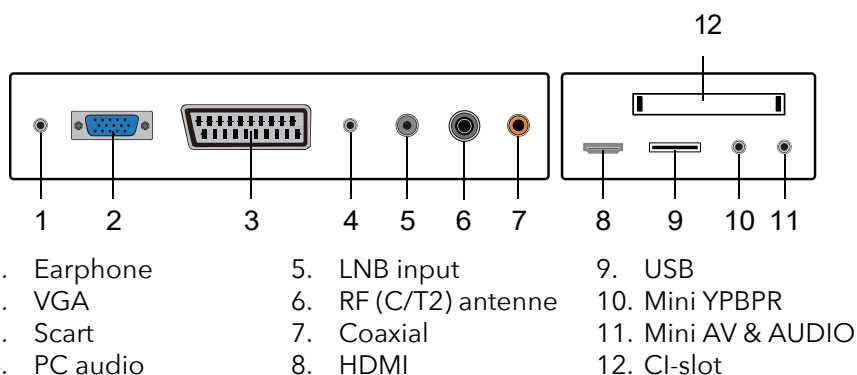 12
1 2 3 4 5 6 7 8 9 10 11
. Earphone
. VGA
. Scart
. PC audio
5. LNB input
6. RF (C/T2) antenne
7. Coaxial
8. HDMI
9. USB
10. Mini YPBPR
11. Mini AV & AUDIO
12. CI-slot